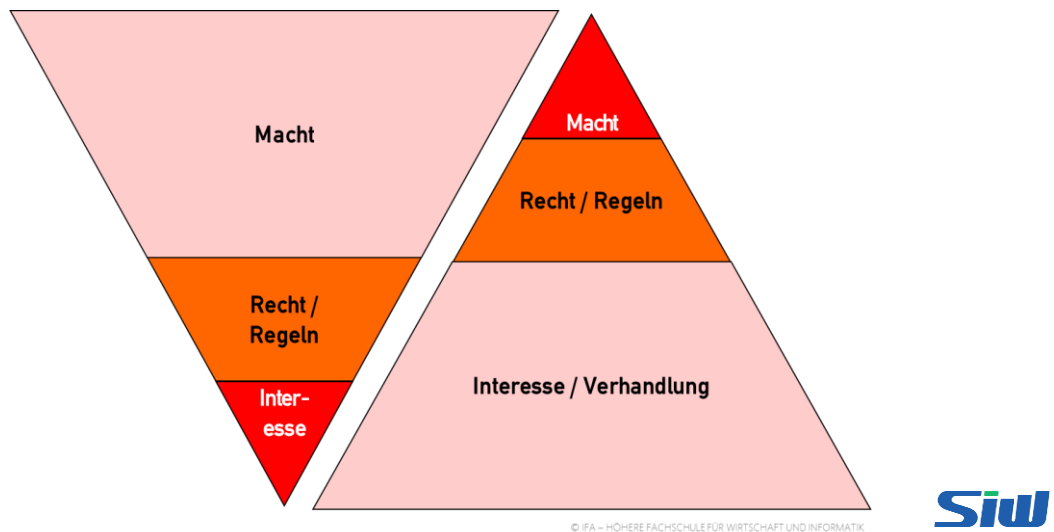 Macht
Recht /
Regeln
Inter-
esse
Macht
Recht / Regeln
Interesse / Verhandlung
© IFA – HÖHERE FACHSCHULE FÜR WIRTSCHAFT UND INFORMATIK
Siw